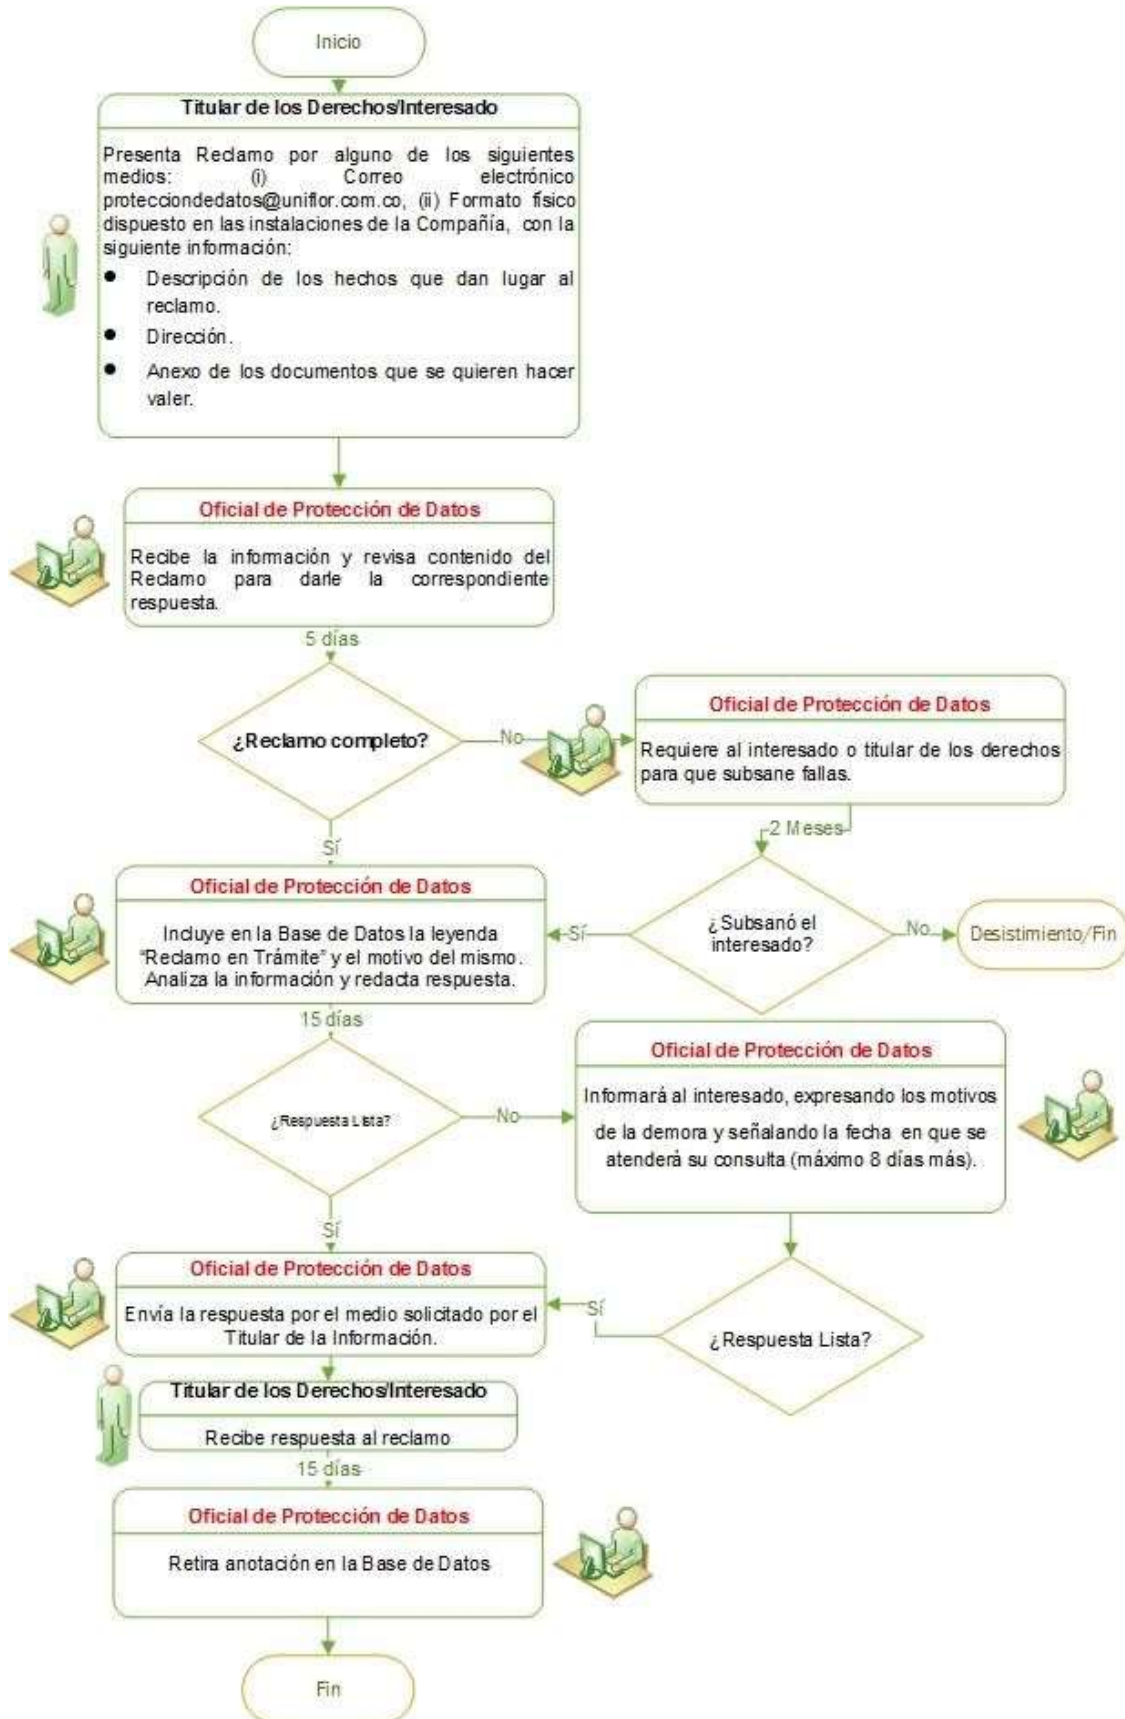 Inicio
Titular de los Derechos/Interesado
Presenta Reclamo por alguno de los siguientes
medios: (i) Correo electrónico
protecciondedatos@uniflor.com.co, (ii) Formato físico
dispuesto en las instalaciones de la Compañía, con la
siguiente información:
● Descripción de los hechos que dan lugar al
reclamo.
● Dirección.
● Anexo de los documentos que se quieren hacer
valer.
Oficial de Protección de Datos
Recibe la información y revisa contenido del
Reclamo para darle la correspondiente
respuesta.
5 días
¿Reclamo completo?
No
Oficial de Protección de Datos
Requiere al interesado o titular de los derechos
para que subsane fallas.
2 Meses
Sí
Oficial de Protección de Datos
Incluye en la Base de Datos la leyenda
“Reclamo en Trámite” y el motivo del mismo.
Analiza la información y redacta respuesta.
Sí
¿Subsanó el
interesado?
No
Desistimiento/Fin
15 días
¿Respuesta Lista?
No
Oficial de Protección de Datos
Informará al interesado, expresando los motivos
de la demora y señalando la fecha en que se
atenderá su consulta (máximo 8 días más).
Sí
Oficial de Protección de Datos
Envía la respuesta por el medio solicitado por el
Titular de la Información.
Sí
¿Respuesta Lista?
Titular de los Derechos/Interesado
Recibe respuesta al reclamo
15 días
Oficial de Protección de Datos
Retira anotación en la Base de Datos
Fin